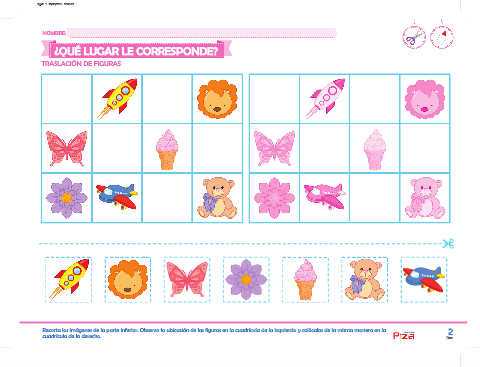 NOMBRE
¿QUÉ LUGAR LE CORRESPONDE?
TRASLACIÓN DE FIGURAS
Recorta las imágenes de la parte inferior. Observa la ubicación de las figuras en la cuadrícula de la izquierda y colócalas de la misma manera en la
cuadrícula de la derecha.
2